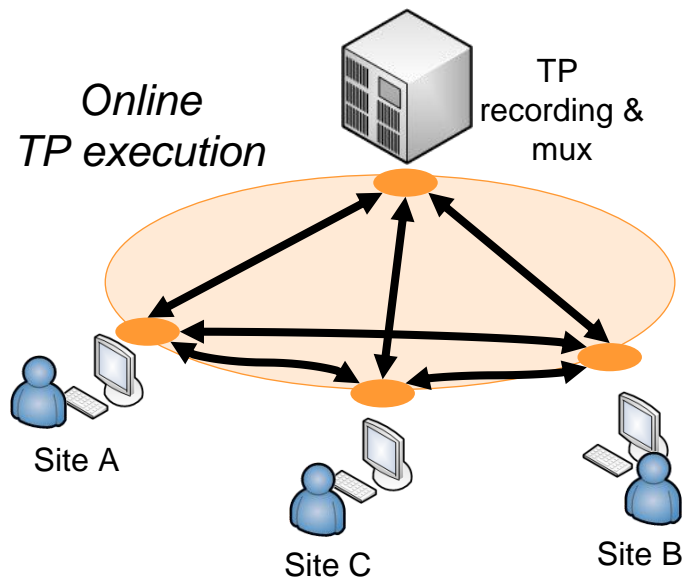 Online
TP execution
TP
recording &
mux
Site A
Site C
Site B